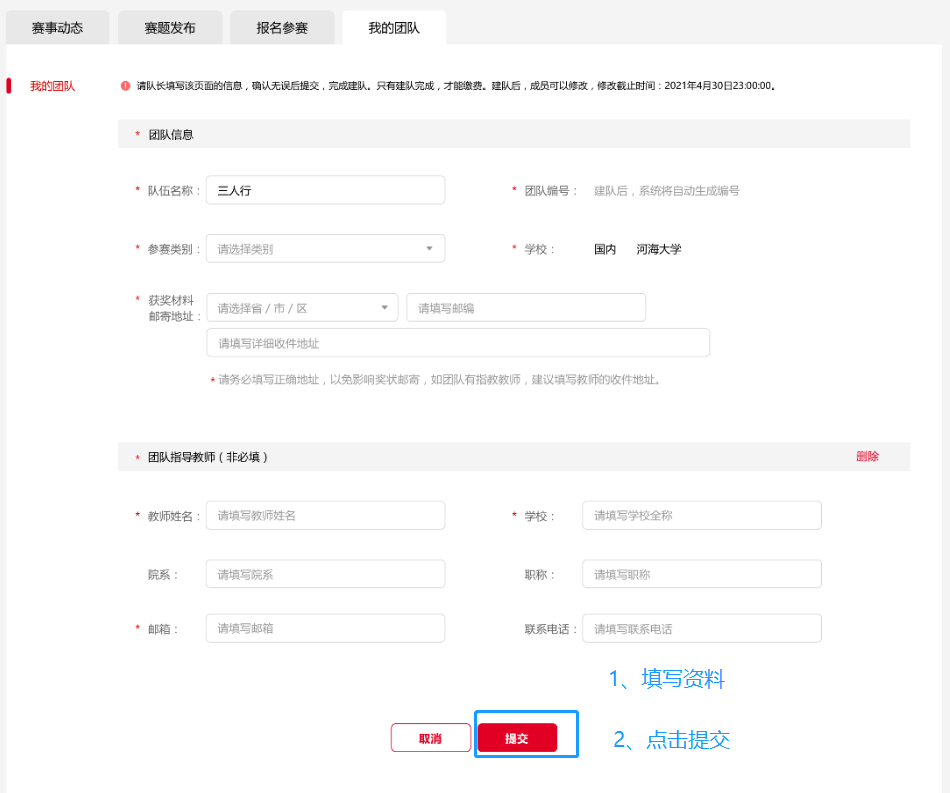 赛事动态 赛题发布 报名参赛 我的团队
我的团队 请队长填写该页面的信息，确认无误后提交，完成建队。只有建队完成，才能缴费。建队后，成员可以修改，修改截止时间：2021年4月30日23:00:00。
* 团队信息
* 队伍名称： 三人行 * 团队编号： 建队后，系统将自动生成编号
* 参赛类别： 请选择类别 * 学校： 国内 河海大学
* 获奖材料
邮寄地址： 请选择省 / 市 / 区 请填写邮编
请填写详细收件地址
* 请务必填写正确地址，以免影响奖状邮寄，如团队有指教教师，建议填写教师的收件地址。
* 团队指导教师（非必填） 删除
* 教师姓名： 请填写教师姓名 * 学校： 请填写学校全称
院系： 请填写院系 职称： 请填写职称
* 邮箱： 请填写邮箱 联系电话： 请填写联系电话
1、填写资料
取消 提交 2、点击提交